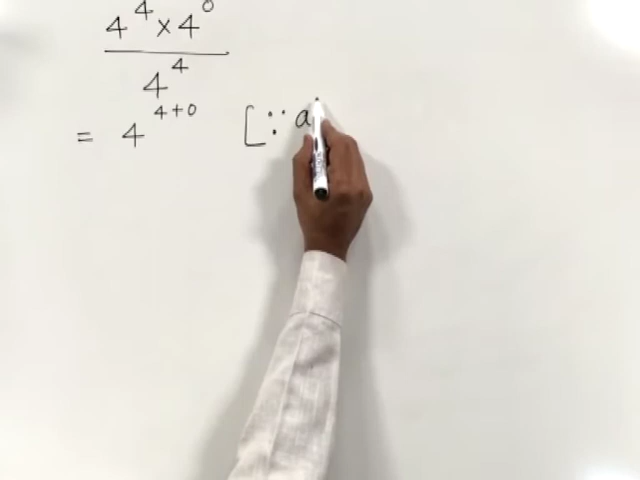 4⁴ × 4⁰
4⁴
= 4⁴⁺⁰ [∵ a